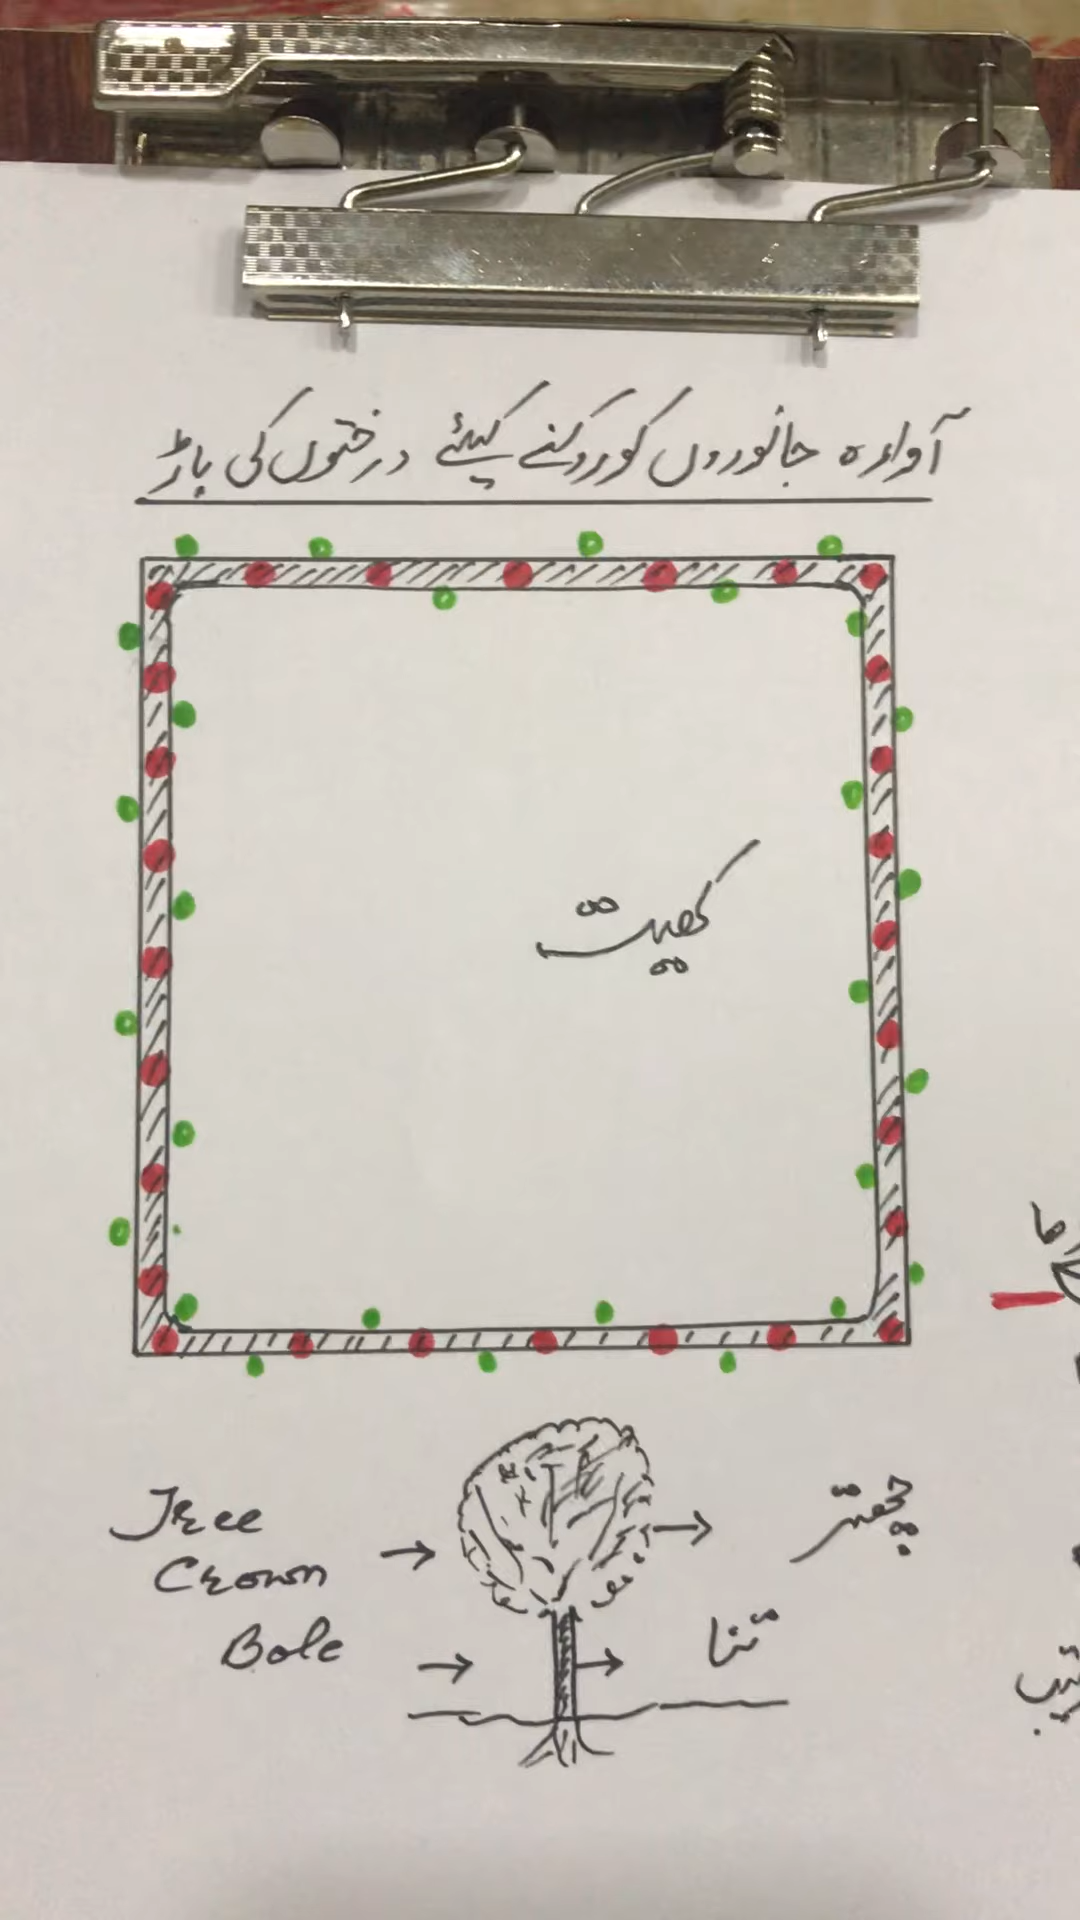 آوارہ جانوروں کو روکنے کیلئے درختوں کی باڑ
کھیت
Tree
Crown
چھتر
Bole
تنا